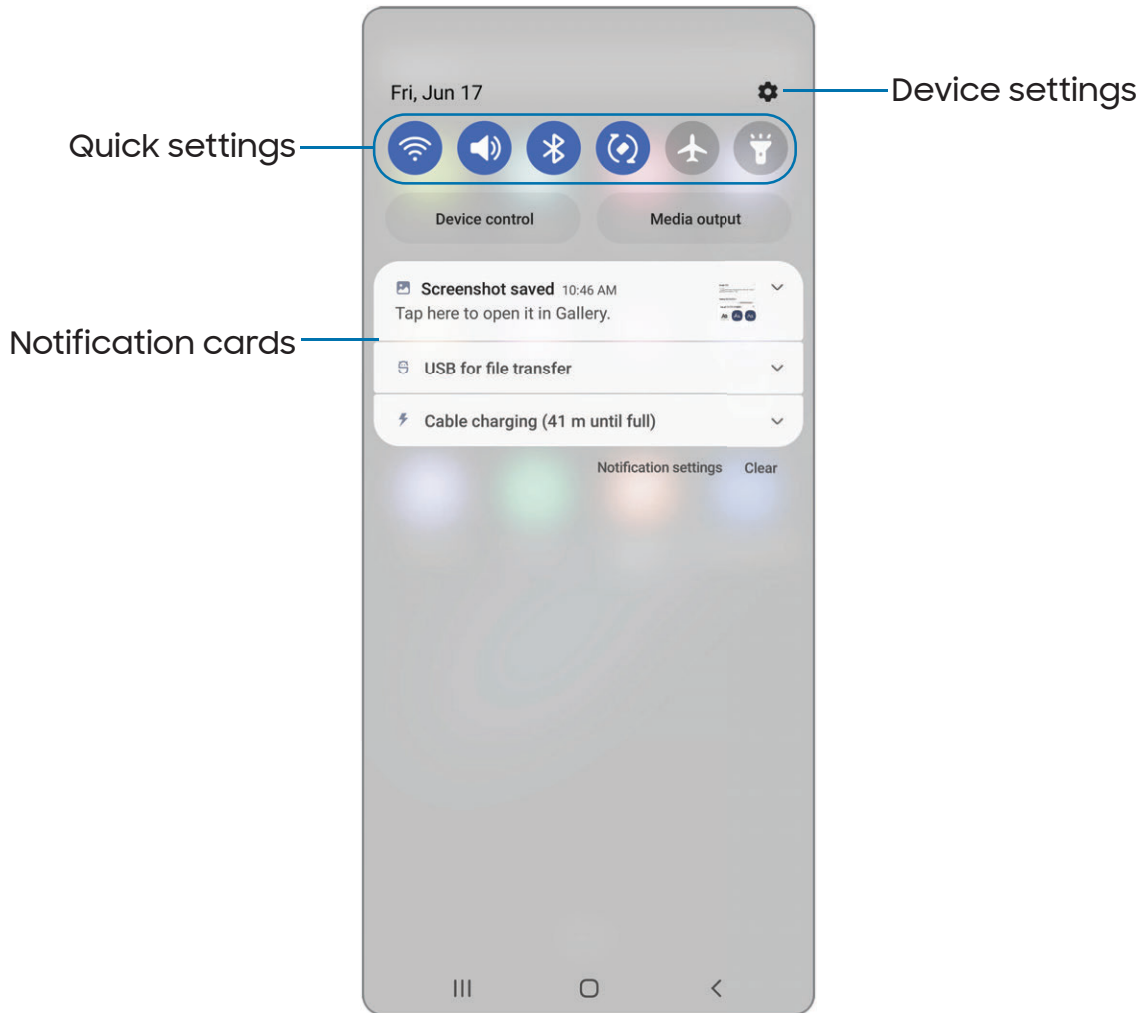 Fri, Jun 17
Device settings
Quick settings
Device control
Media output
Screenshot saved 10:46 AM
Tap here to open it in Gallery.
Notification cards
USB for file transfer
Cable charging (41 m until full)
Notification settings
Clear